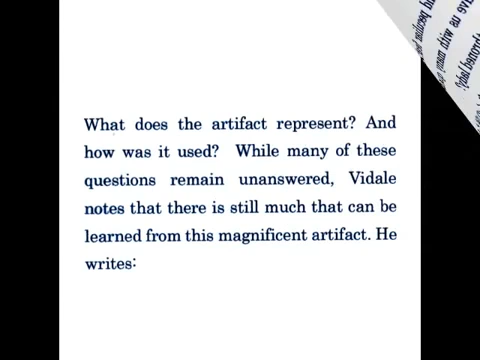 What does the artifact represent? And
how was it used? While many of these
questions remain unanswered, Vidale
notes that there is still much that can be
learned from this magnificent artifact. He
writes: